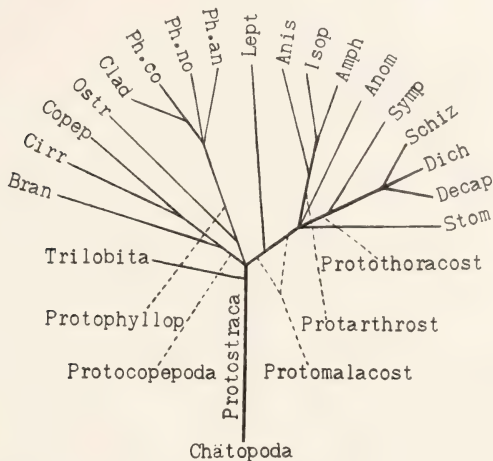 Bran
Cirr
Copep
Ostr
Clad
Ph.co
Ph.no
Ph.an
Lept
Anis
Isop
Amph
Anom
Symp
Schiz
Dich
Decap
Stom
Trilobita
Protothoracost
Protophyllop
Protarthrost
Protocopepoda
Protostraca
Protomalacost
Chätopoda